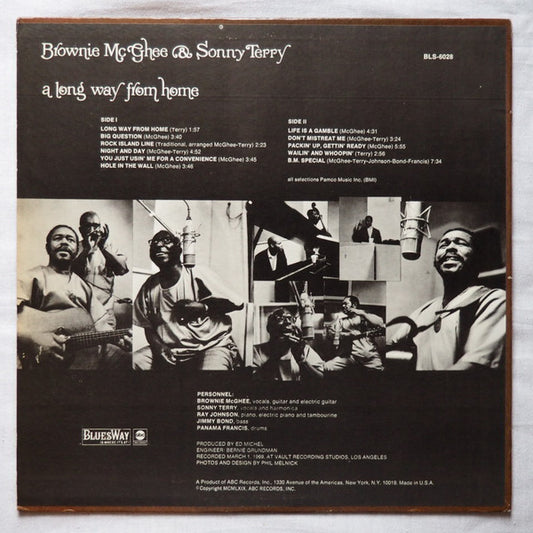 Brownie McGhee & Sonny Terry
BLS-6028
a long way from home
SIDE I
LONG WAY FROM HOME (Terry) 1:57
BIG QUESTION (McGhee) 3:40
ROCK ISLAND LINE (Traditional, arranged McGhee-Terry) 2:23
NIGHT AND DAY (McGhee-Terry) 4:52
YOU JUST USIN' ME FOR A CONVENIENCE (McGhee) 3:45
HOLE IN THE WALL (McGhee) 3:46
SIDE II
LIFE IS A GAMBLE (McGhee) 4:31
DON'T MISTREAT ME (McGhee-Terry) 3:24
PACKIN' UP, GETTIN' READY (McGhee) 5:55
WAILIN' AND WHOOPIN' (Terry) 2:56
B.M. SPECIAL (McGhee-Terry-Johnson-Bond-Francis) 7:34
all selections Pamco Music Inc. (BMI)
PERSONNEL:
BROWNIE McGHEE, vocals, guitar and electric guitar
SONNY TERRY, vocals and harmonica
RAY JOHNSON, piano, electric piano and tambourine
JIMMY BOND, bass
PANAMA FRANCIS, drums
BLUESWAY
IS WHERE IT'S AT
abc
PRODUCED BY ED MICHEL
ENGINEER: BERNIE GRUNDMAN
RECORDED MARCH 1, 1969, AT VAULT RECORDING STUDIOS, LOS ANGELES
PHOTOS AND DESIGN BY PHIL MELNICK
A Product of ABC Records, Inc., 1330 Avenue of the Americas, New York, N.Y. 10019. Made in U.S.A.
© Copyright MCMLXIX, ABC RECORDS, INC.